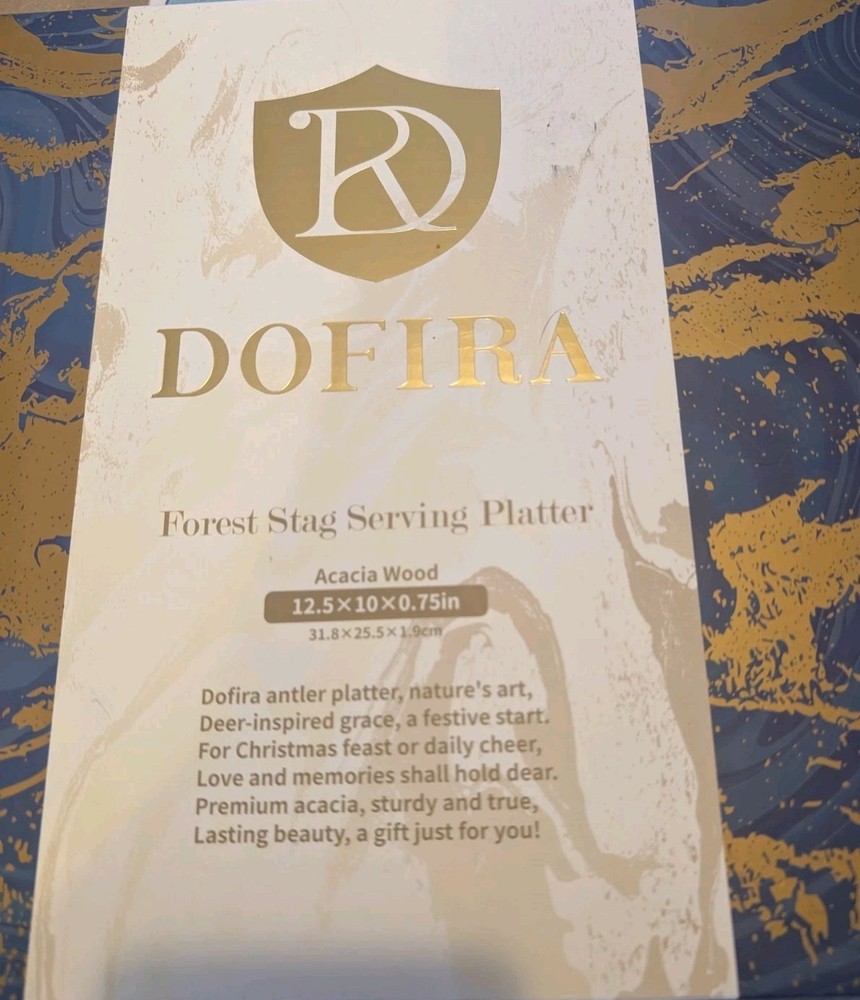 RD
DOFIRA
Forest Stag Serving Platter
Acacia Wood
12.5×10×0.75in
31.8×25.5×1.9cm
Dofira antler platter, nature's art,
Deer-inspired grace, a festive start.
For Christmas feast or daily cheer,
Love and memories shall hold dear.
Premium acacia, sturdy and true,
Lasting beauty, a gift just for you!